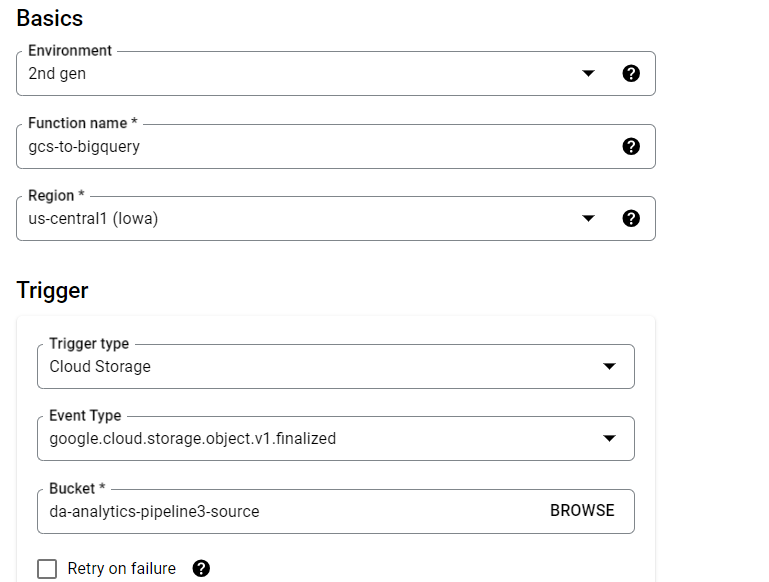 Basics
Environment
2nd gen
Function name *
gcs-to-bigquery
Region *
us-central1 (Iowa)
Trigger
Trigger type
Cloud Storage
Event Type
google.cloud.storage.object.v1.finalized
Bucket *
da-analytics-pipeline3-source BROWSE
Retry on failure